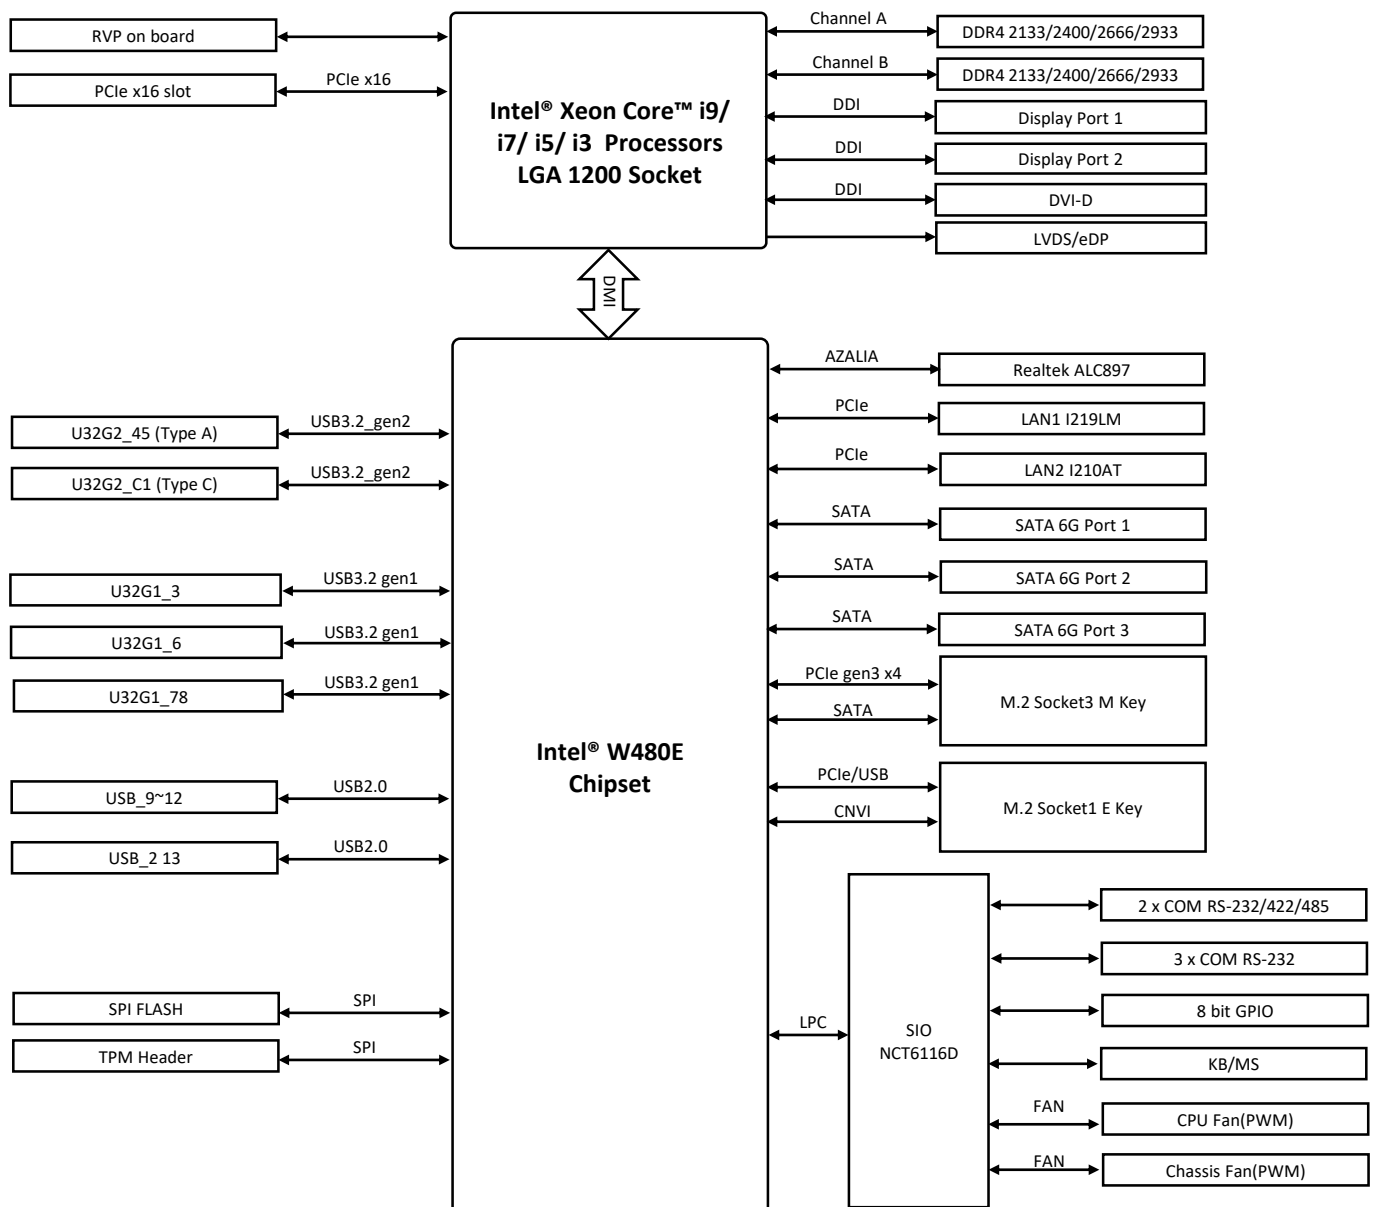 RVP on board
PCIe x16 slot
PCIe x16
Intel® Xeon Core™ i9/
i7/ i5/ i3 Processors
LGA 1200 Socket
Channel A
DDR4 2133/2400/2666/2933
Channel B
DDR4 2133/2400/2666/2933
DDI
Display Port 1
DDI
Display Port 2
DDI
DVI-D
LVDS/eDP
DMI
U32G2_45 (Type A)
USB3.2_gen2
U32G2_C1 (Type C)
USB3.2_gen2
U32G1_3
USB3.2 gen1
U32G1_6
USB3.2 gen1
U32G1_78
USB3.2 gen1
USB_9~12
USB2.0
USB_2 13
USB2.0
SPI FLASH
SPI
TPM Header
SPI
Intel® W480E
Chipset
AZALIA
Realtek ALC897
PCIe
LAN1 I219LM
PCIe
LAN2 I210AT
SATA
SATA 6G Port 1
SATA
SATA 6G Port 2
SATA
SATA 6G Port 3
PCIe gen3 x4
SATA
M.2 Socket3 M Key
PCIe/USB
CNVI
M.2 Socket1 E Key
LPC
SIO
NCT6116D
2 x COM RS-232/422/485
3 x COM RS-232
8 bit GPIO
KB/MS
FAN
CPU Fan(PWM)
FAN
Chassis Fan(PWM)